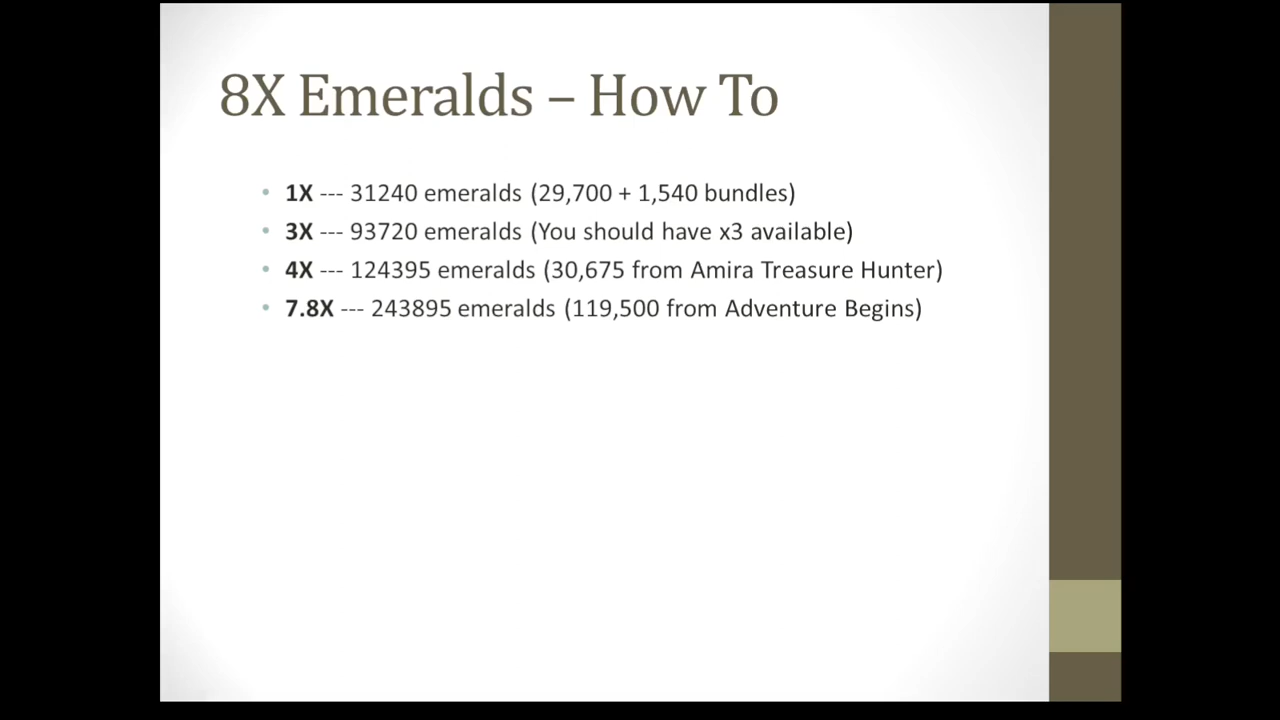 8X Emeralds – How To
• 1X --- 31240 emeralds (29,700 + 1,540 bundles)
• 3X --- 93720 emeralds (You should have x3 available)
• 4X --- 124395 emeralds (30,675 from Amira Treasure Hunter)
• 7.8X --- 243895 emeralds (119,500 from Adventure Begins)